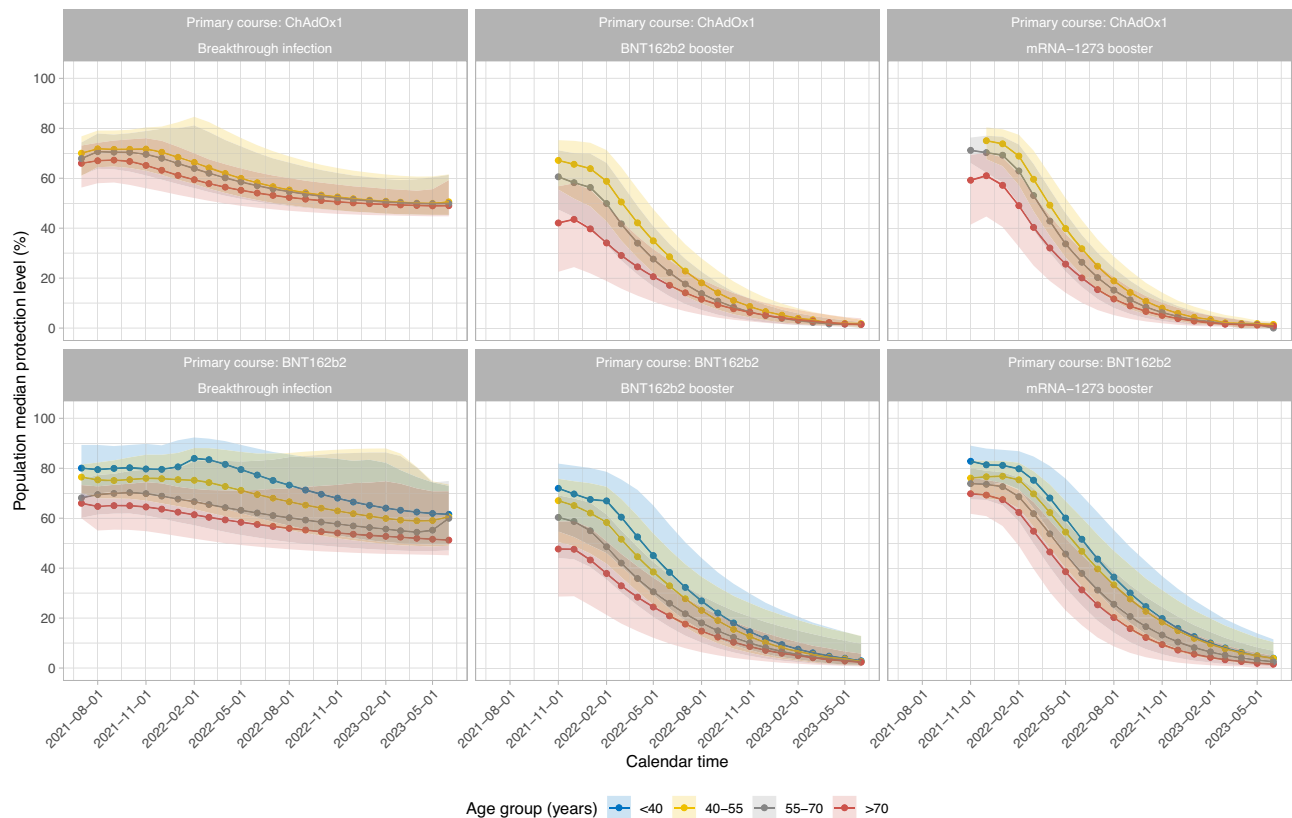 Primary course: ChAdOx1
Breakthrough infection
Primary course: ChAdOx1
BNT162b2 booster
Primary course: ChAdOx1
mRNA−1273 booster
100
80
60
40
20
0
Primary course: BNT162b2
Breakthrough infection
Primary course: BNT162b2
BNT162b2 booster
Primary course: BNT162b2
mRNA−1273 booster
100
80
60
40
20
0
Population median protection level (%)
2021−08−01
2021−11−01
2022−02−01
2022−05−01
2022−08−01
2022−11−01
2023−02−01
2023−05−01
2021−08−01
2021−11−01
2022−02−01
2022−05−01
2022−08−01
2022−11−01
2023−02−01
2023−05−01
2021−08−01
2021−11−01
2022−02−01
2022−05−01
2022−08−01
2022−11−01
2023−02−01
2023−05−01
Calendar time
Age group (years) <40 40−55 55−70 >70